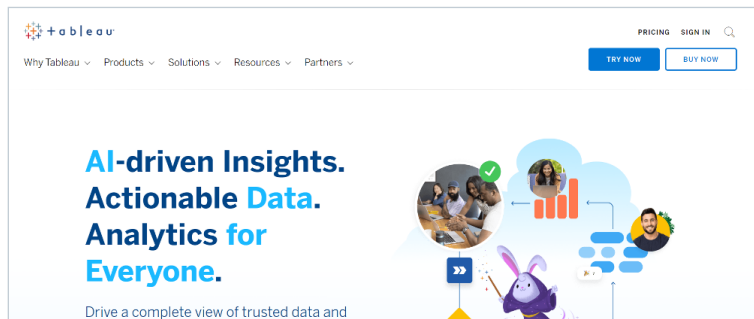 + a b | e a u
PRICING SIGN IN
Why Tableau Products Solutions Resources Partners
TRY NOW BUY NOW
AI-driven Insights.
Actionable Data.
Analytics for
Everyone.
Drive a complete view of trusted data and